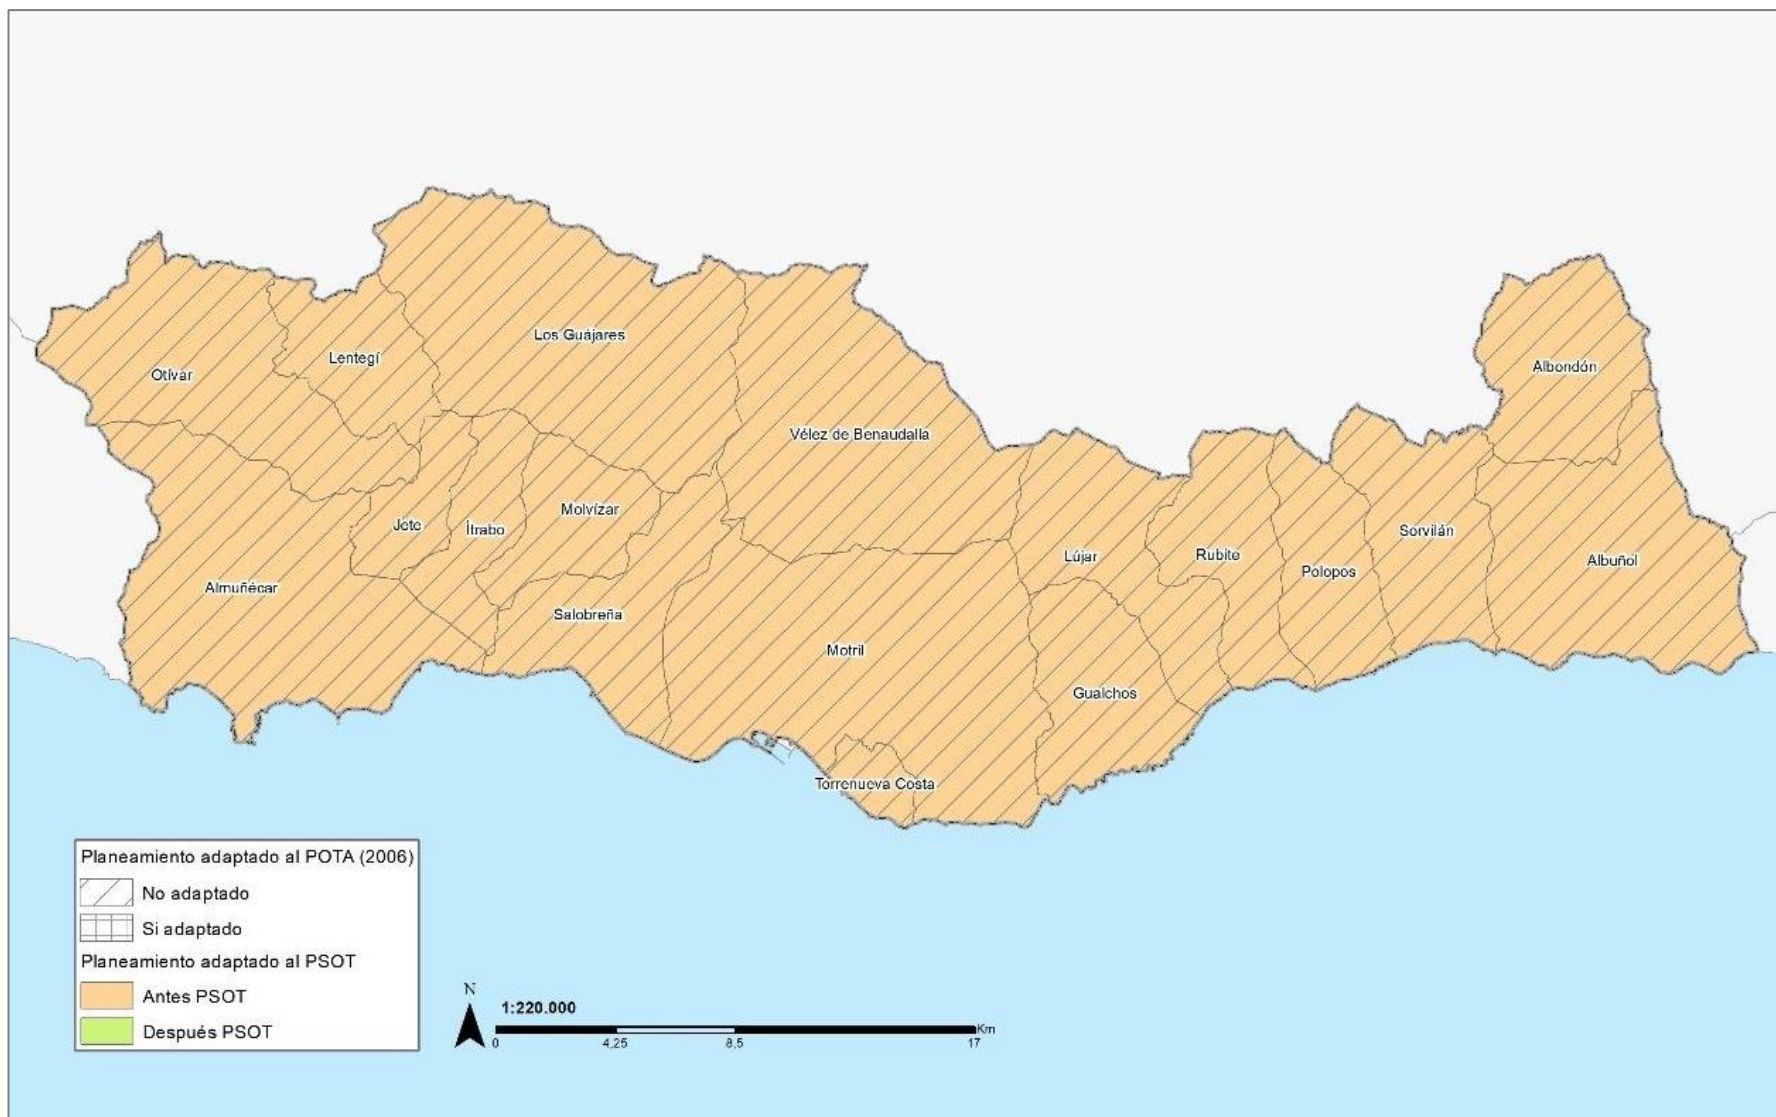 Los Guájares
Lentegí
Otívar
Albondón
Vélez de Benaudalla
Molvízar
Jete
Ítrabo
Sorvilán
Lújar
Rubite
Polopos
Albuñol
Almuñécar
Salobreña
Motril
Gualchos
Torrenueva Costa
Planeamiento adaptado al POTA (2006)
No adaptado
Si adaptado
Planeamiento adaptado al PSOT
Antes PSOT
Después PSOT
N
1:220.000
Km
0 4,25 8,5 17